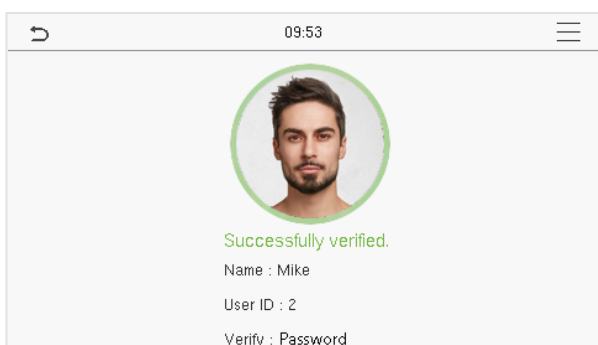 09:53
Successfully verified.
Name : Mike
User ID : 2
Verify : Password